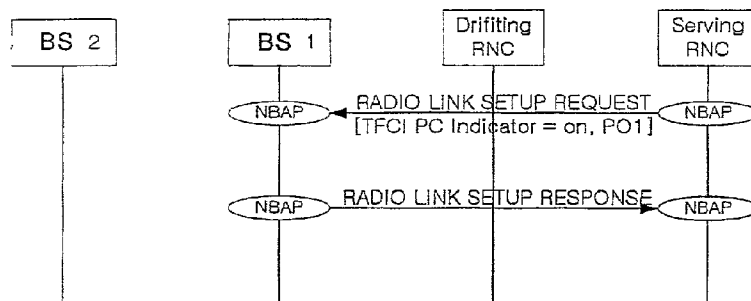 BS 2
BS 1
Drifiting
RNC
Serving
RNC
NBAP
RADIO LINK SETUP REQUEST
[TFCI PC Indicator = on, PO1]
NBAP
NBAP
RADIO LINK SETUP RESPONSE
NBAP